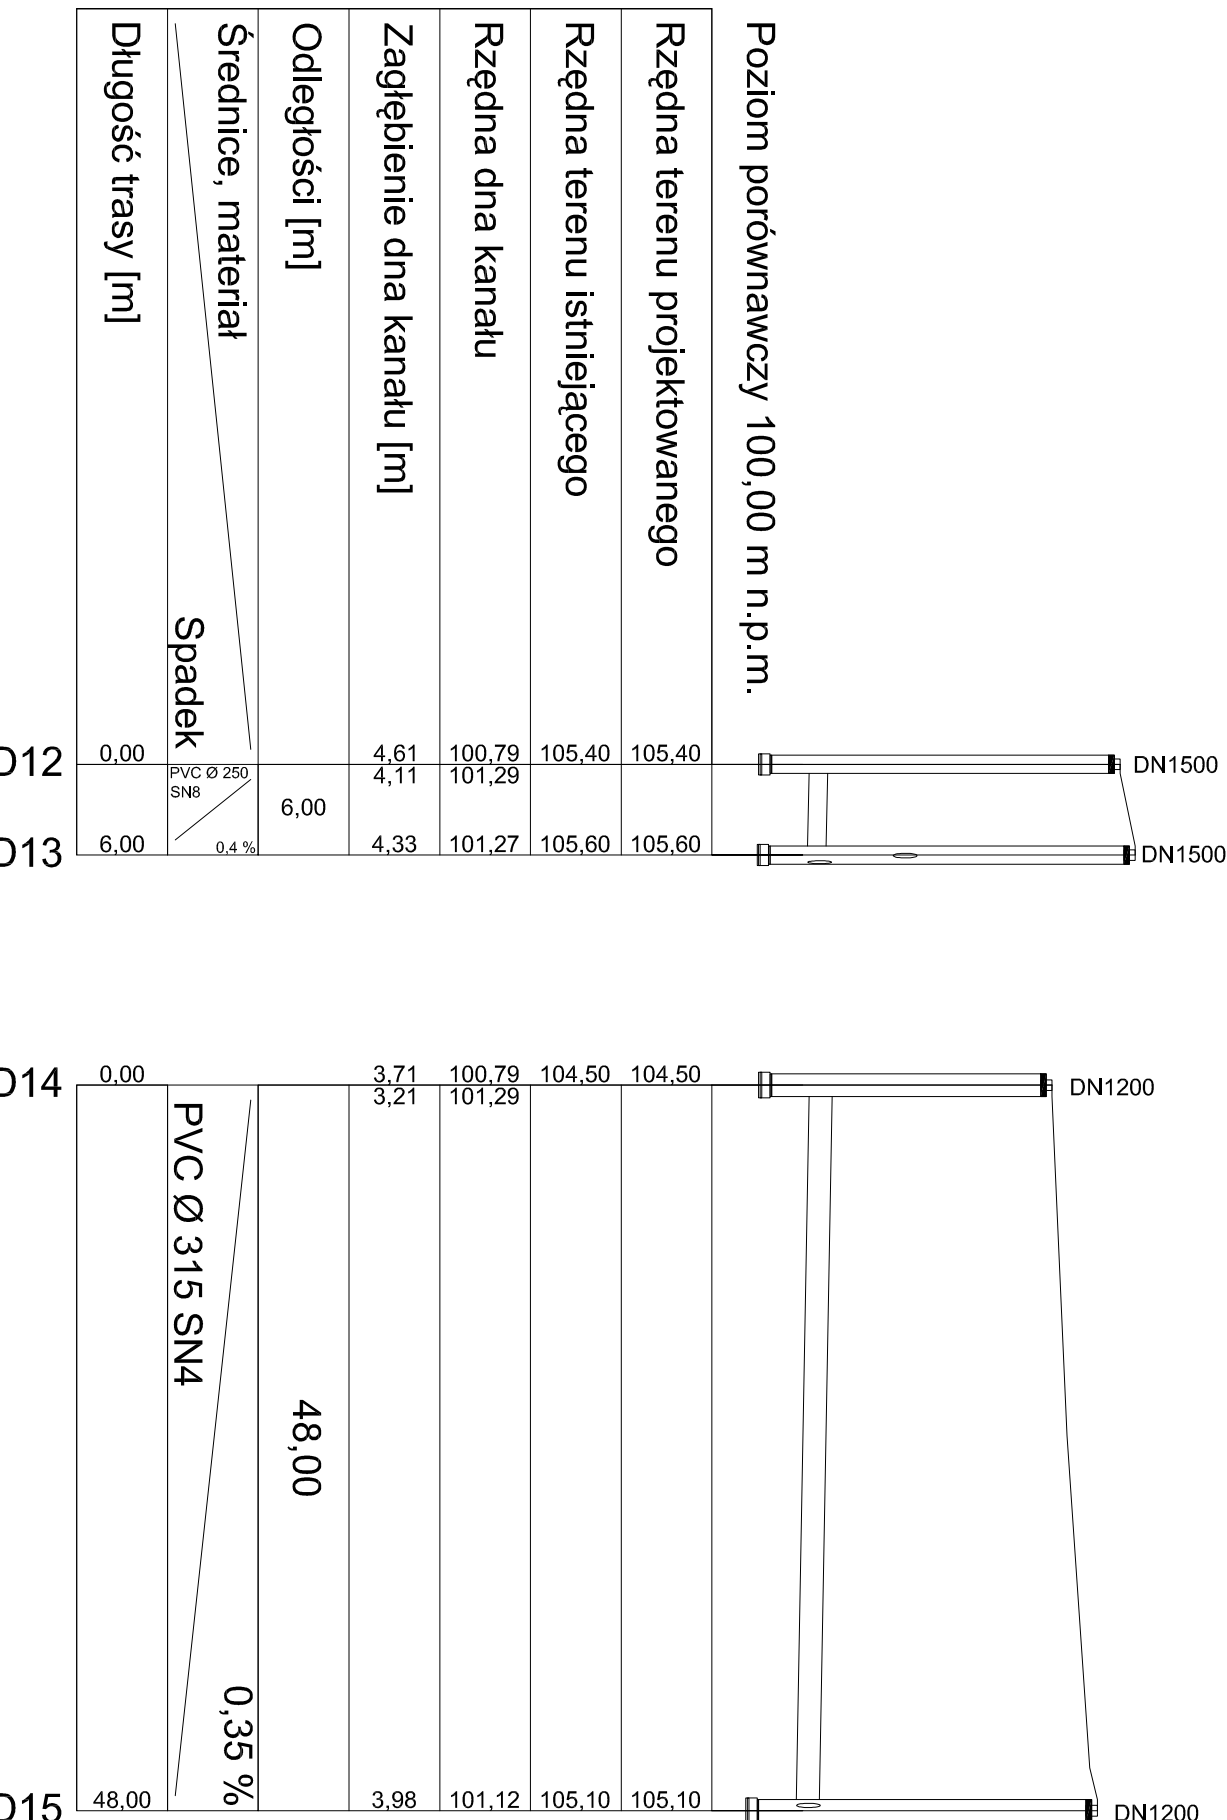 Poziom porównawczy 100,00 m n.p.m.
Rzędna terenu projektowanego
Rzędna terenu istniejącego
Rzędna dna kanału
Zagłębienie dna kanału [m]
Odległości [m]
Średnice, materiał
Spadek
Długość trasy [m]
D12 0,00 4,61 100,79 105,40 105,40 DN1500
4,11 101,29
PVC Ø 250
SN8
6,00
0,4 %
D13 6,00 4,33 101,27 105,60 105,60 DN1500
D14 0,00 3,71 100,79 104,50 104,50 DN1200
3,21 101,29
PVC Ø 315 SN4
48,00
0,35 %
D15 48,00 3,98 101,12 105,10 105,10 DN1200